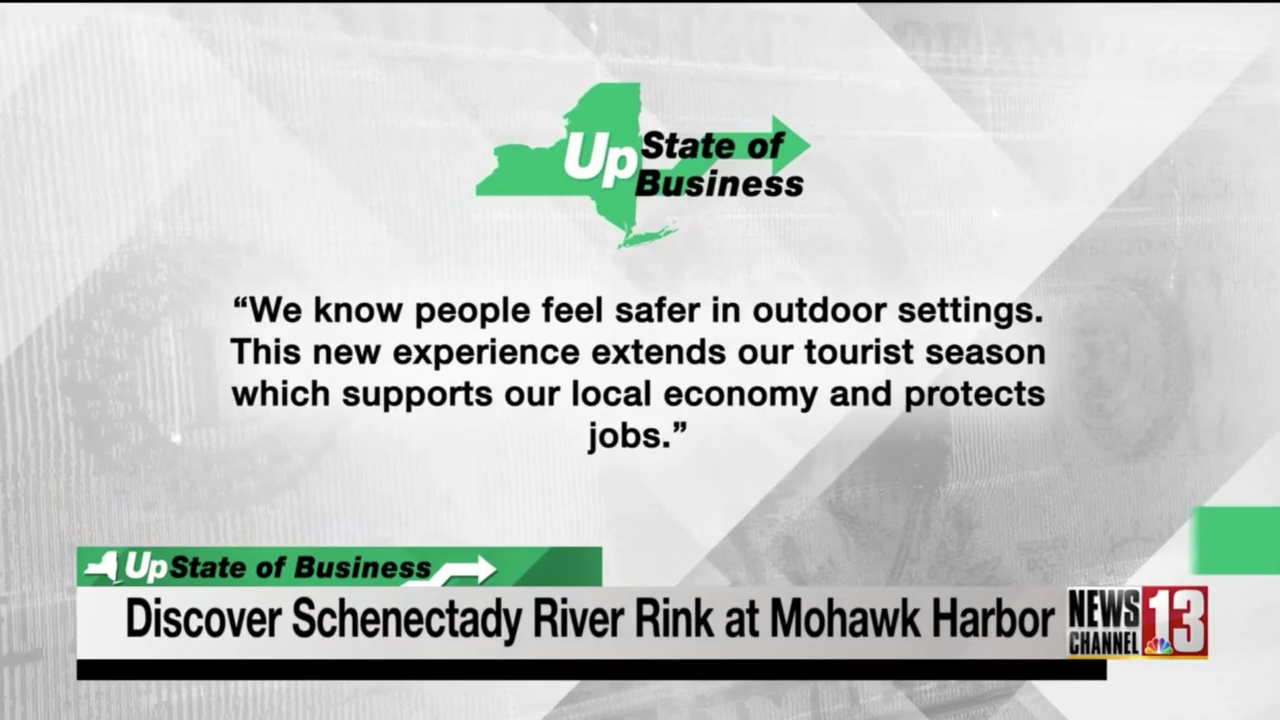 Up State of
Business
“We know people feel safer in outdoor settings.
This new experience extends our tourist season
which supports our local economy and protects
jobs.”
Up State of Business
Discover Schenectady River Rink at Mohawk Harbor
NEWS
CHANNEL
13